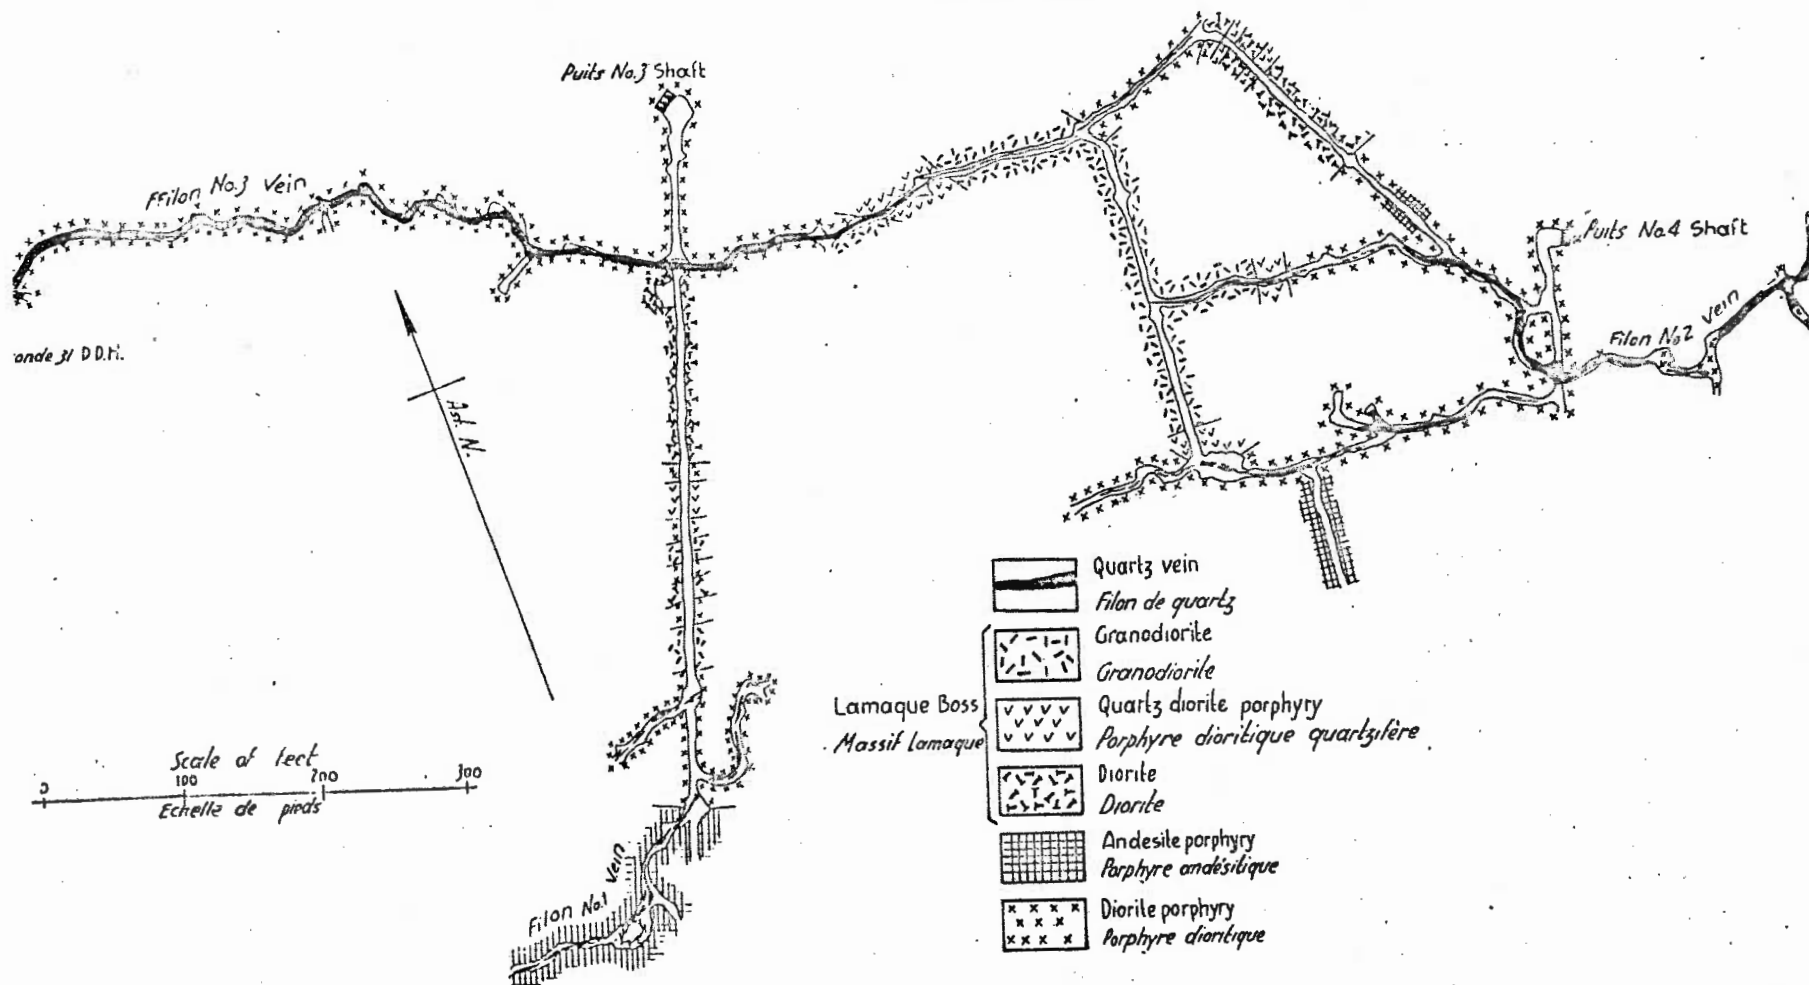 Puits No.3 Shaft
Ffilon No.3 Vein
Puits No.4 Shaft
Filon No2 Vein
onde 31 D.D.H.
Ast. N.
Scale of feet
0 100 200 300
Echelle de pieds
Filon No.1 Vein
Quartz vein
Filon de quartz
Granodiorite
Granodiorite
Lamaque Boss
Massif Lamaque
Quartz diorite porphyry
Porphyre dioritique quartzifère
Diorite
Diorite
Andesite porphyry
Porphyre andésitique
Diorite porphyry
Porphyre dioritique